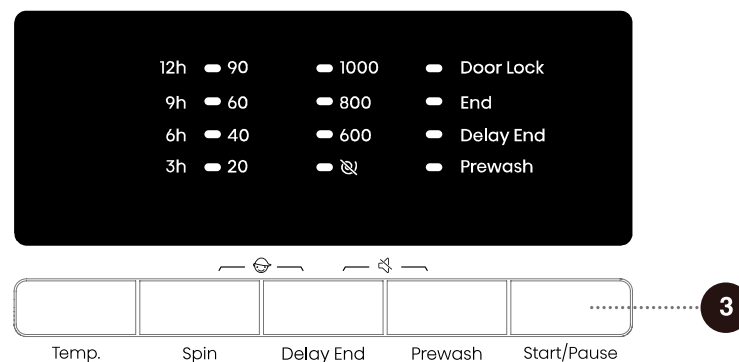 12h 90 1000 Door Lock
9h 60 800 End
6h 40 600 Delay End
3h 20 Prewash
3
Temp. Spin Delay End Prewash Start/Pause